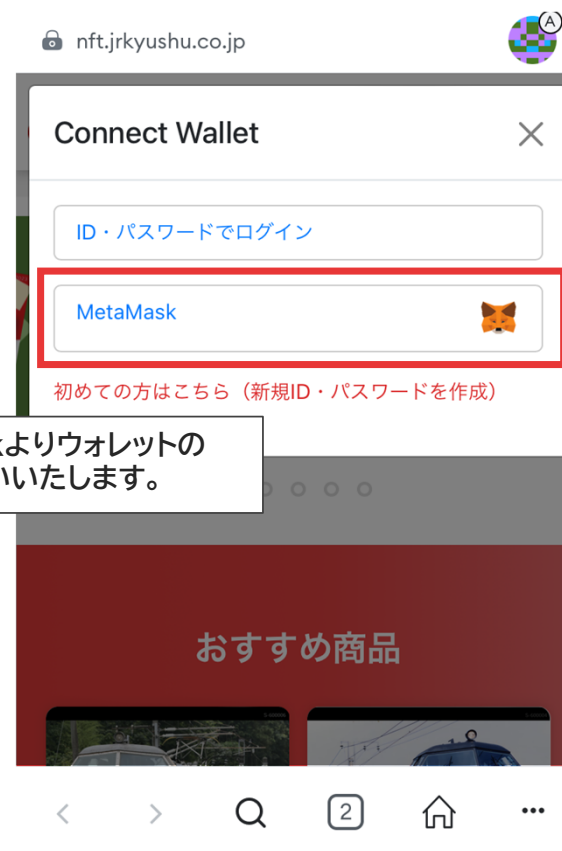 nft.jrkyushu.co.jp
A
Connect Wallet
ID・パスワードでログイン
MetaMask
初めての方はこちら（新規ID・パスワードを作成）
よりウォレットの
いたします。
おすすめ商品
2